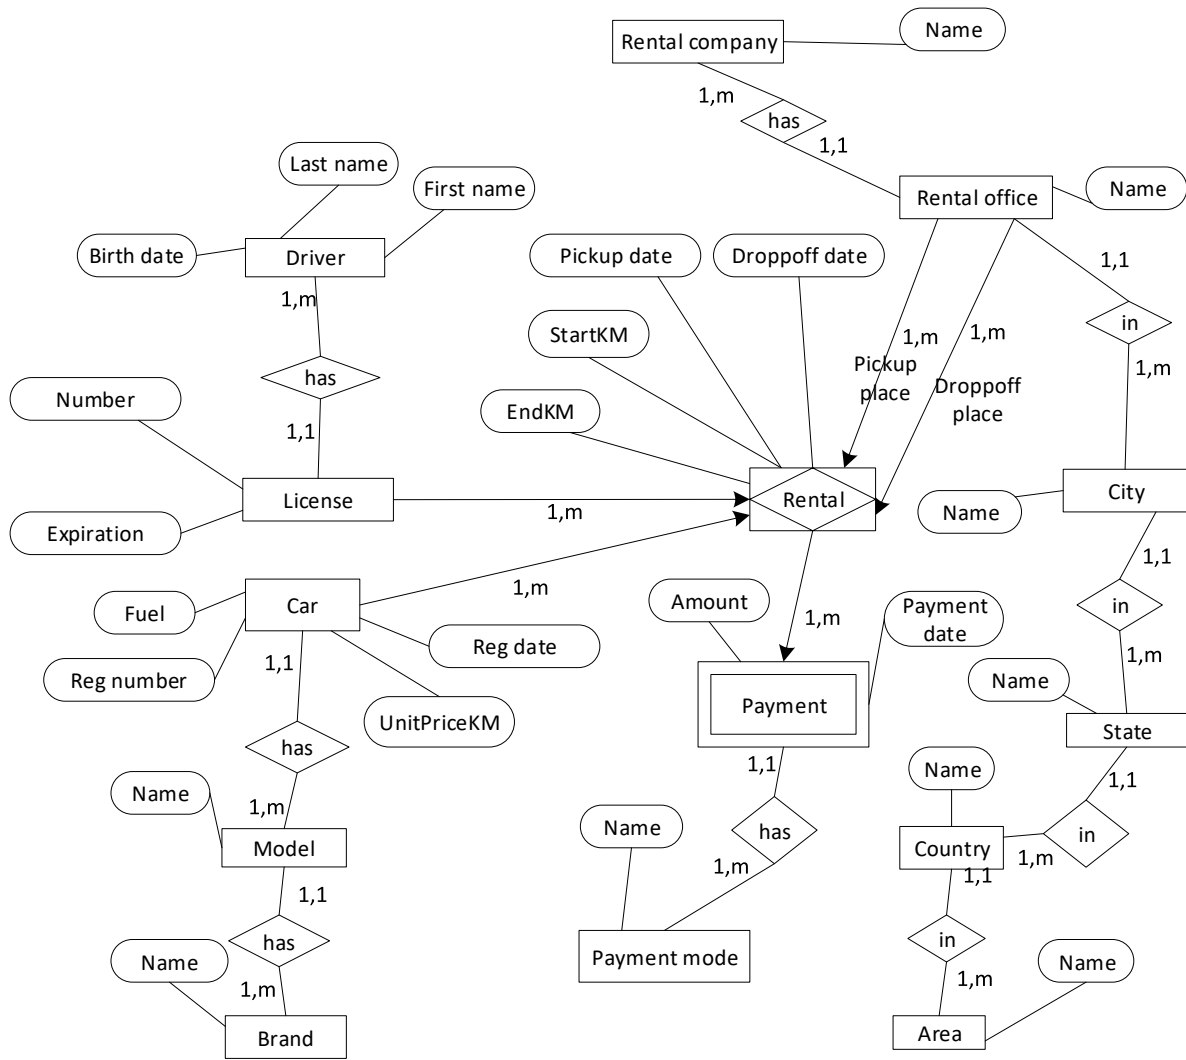 Rental company
Name
1,m
has
1,1
Last name
First name
Rental office
Name
Birth date
Driver
Pickup date
Droppoff date
1,1
1,m
in
StartKM
1,m
1,m
Pickup
place
Droppoff
place
1,m
has
Number
EndKM
1,1
License
1,m
Rental
City
Name
Expiration
1,1
Fuel
Car
1,m
Amount
Payment
date
in
1,m
Reg date
1,1
1,m
Reg number
Name
UnitPriceKM
Payment
State
has
1,1
Name
1,1
Name
1,m
Name
has
in
Model
Country
1,m
1,m
1,1
1,1
has
in
Name
Payment mode
Name
1,m
1,m
Brand
Area